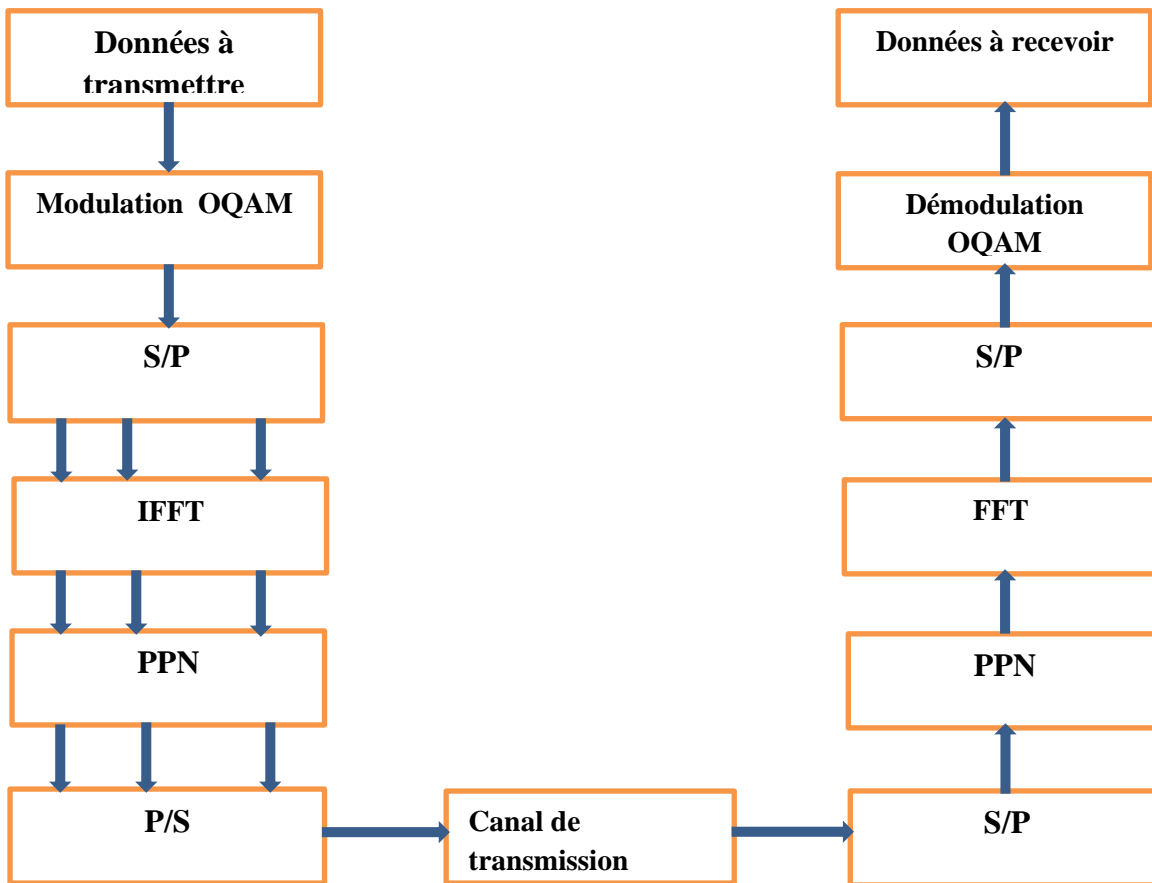 Données à
transmettre
Modulation OQAM
S/P
IFFT
PPN
P/S
Canal de
transmission
S/P
PPN
FFT
S/P
Démodulation
OQAM
Données à recevoir